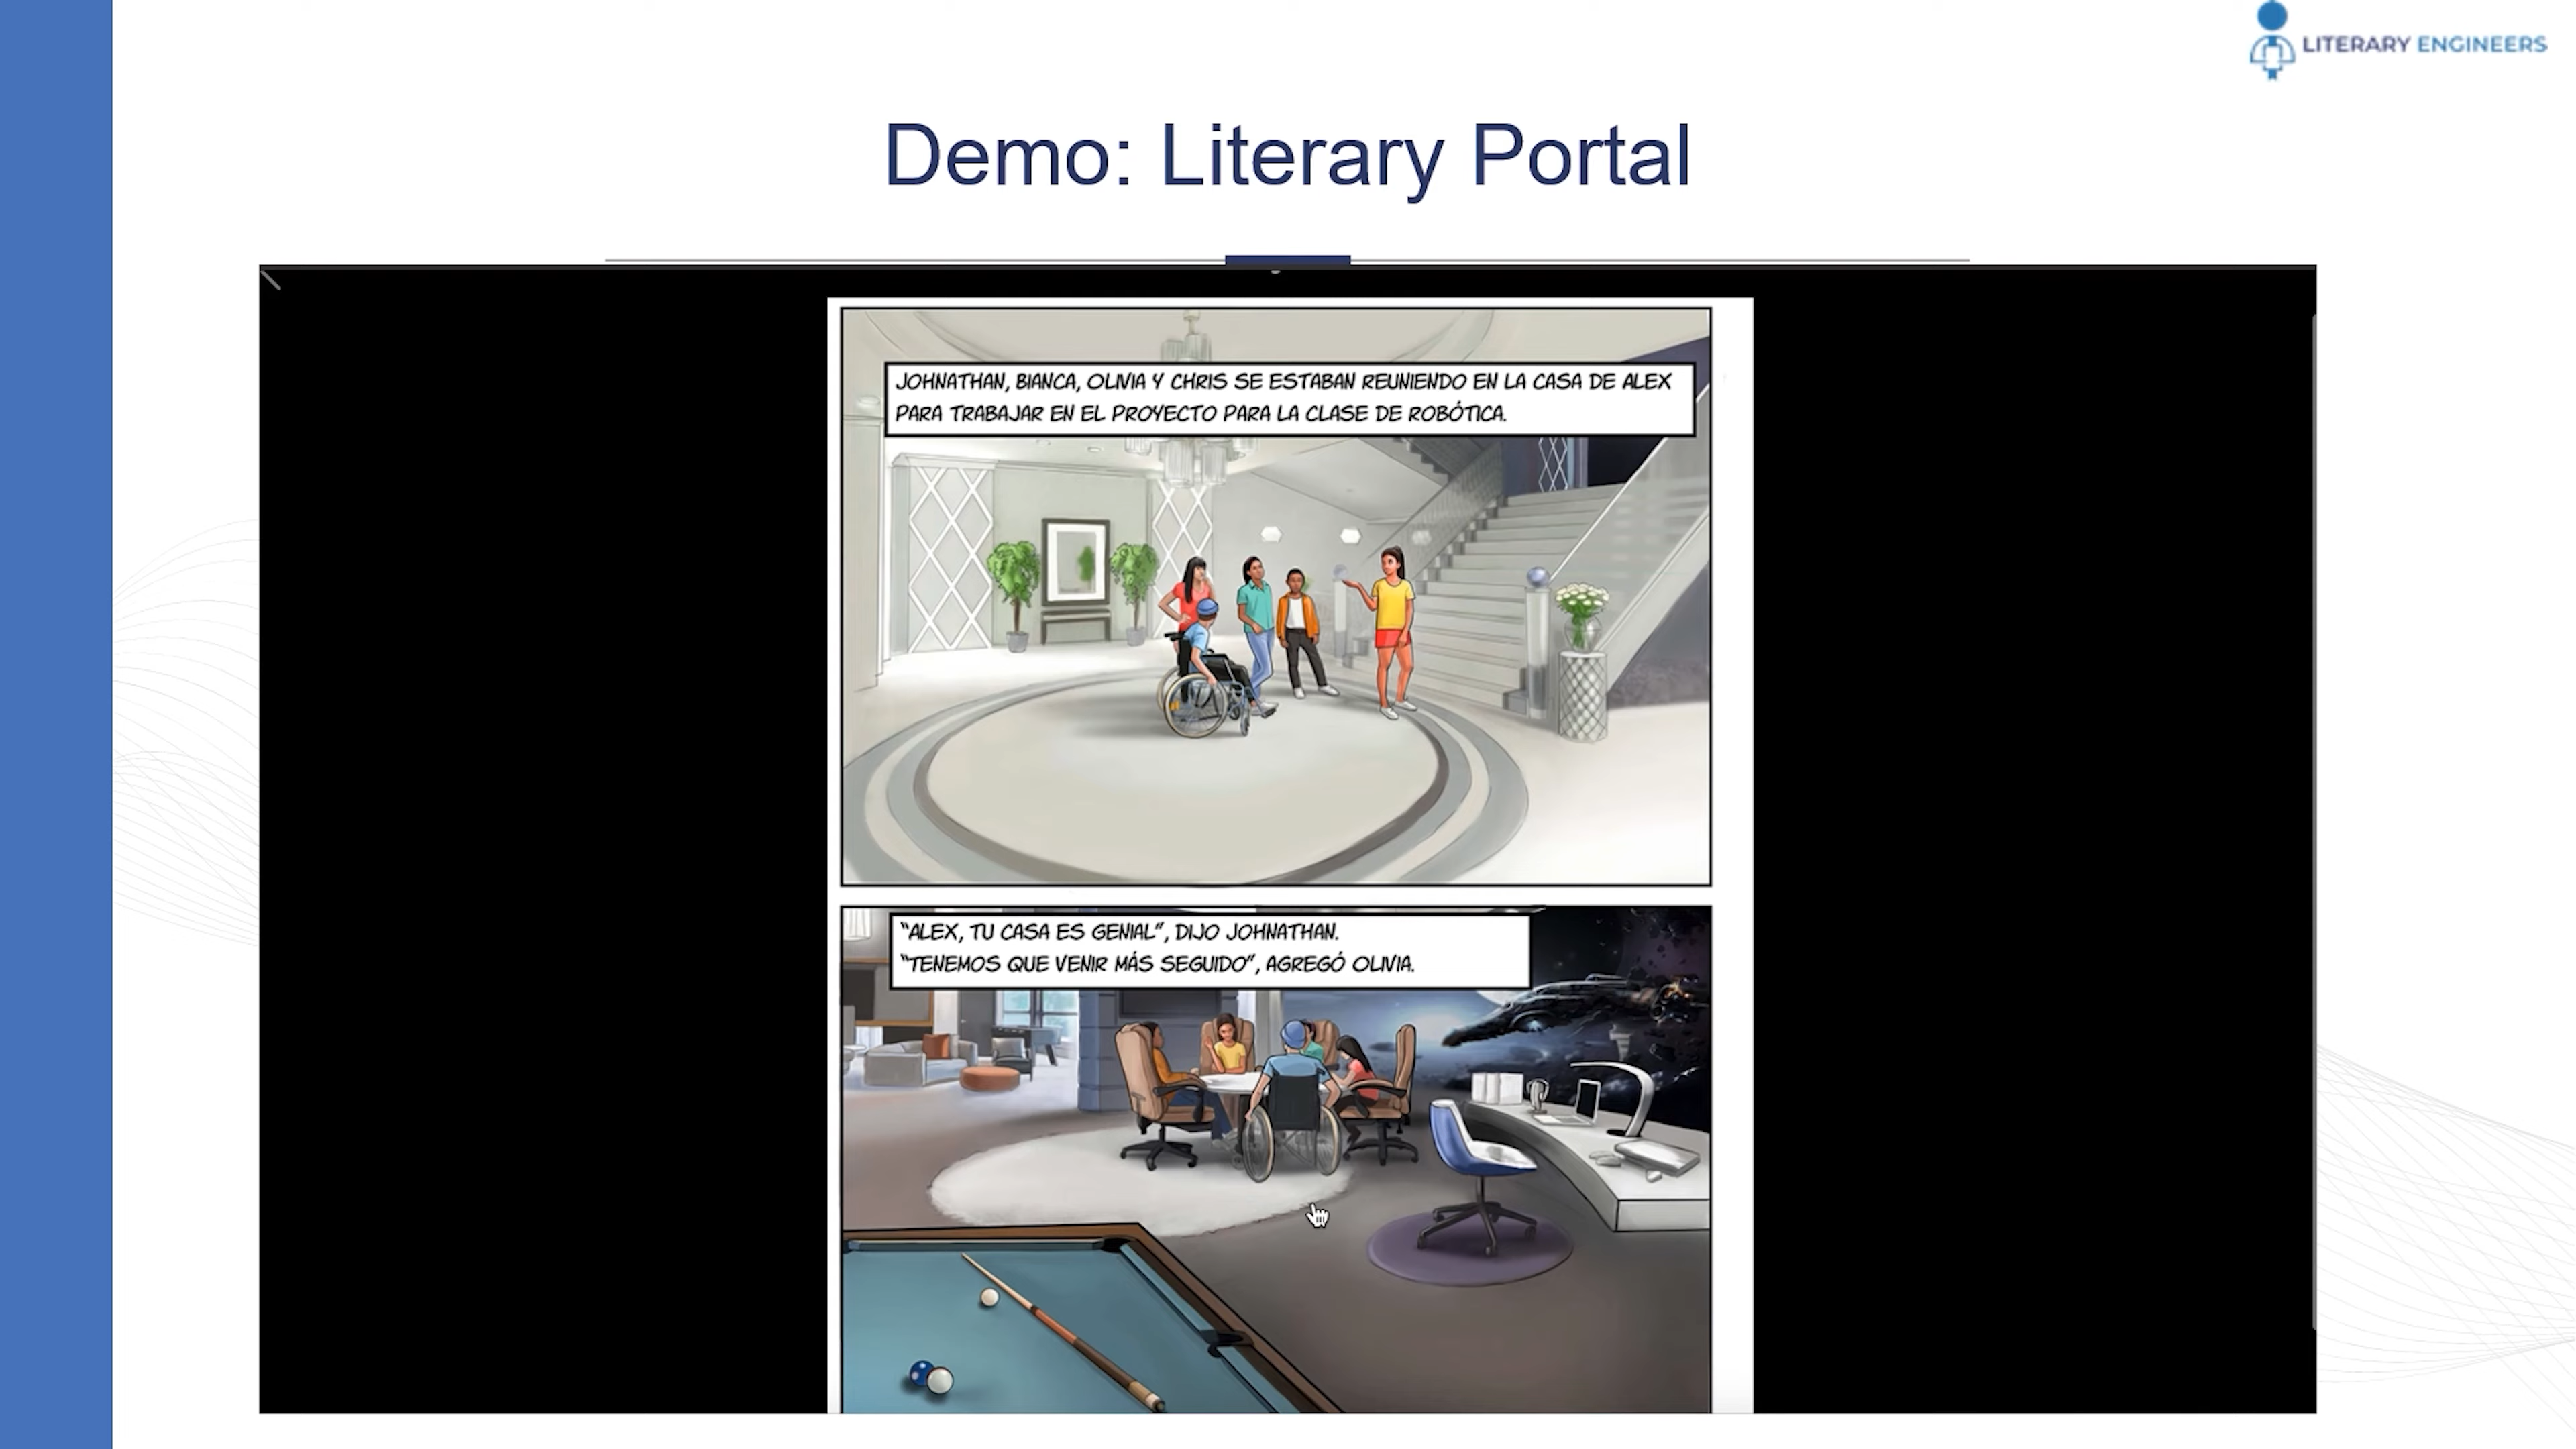 LITERARY ENGINEERS
Demo: Literary Portal
JOHNATHAN, BIANCA, OLIVIA Y CHRIS SE ESTABAN REUNIENDO EN LA CASA DE ALEX
PARA TRABAJAR EN EL PROYECTO PARA LA CLASE DE ROBÓTICA.
“ALEX, TU CASA ES GENIAL”, DIJO JOHNATHAN.
“TENEMOS QUE VENIR MÁS SEGUIDO”, AGREGÓ OLIVIA.